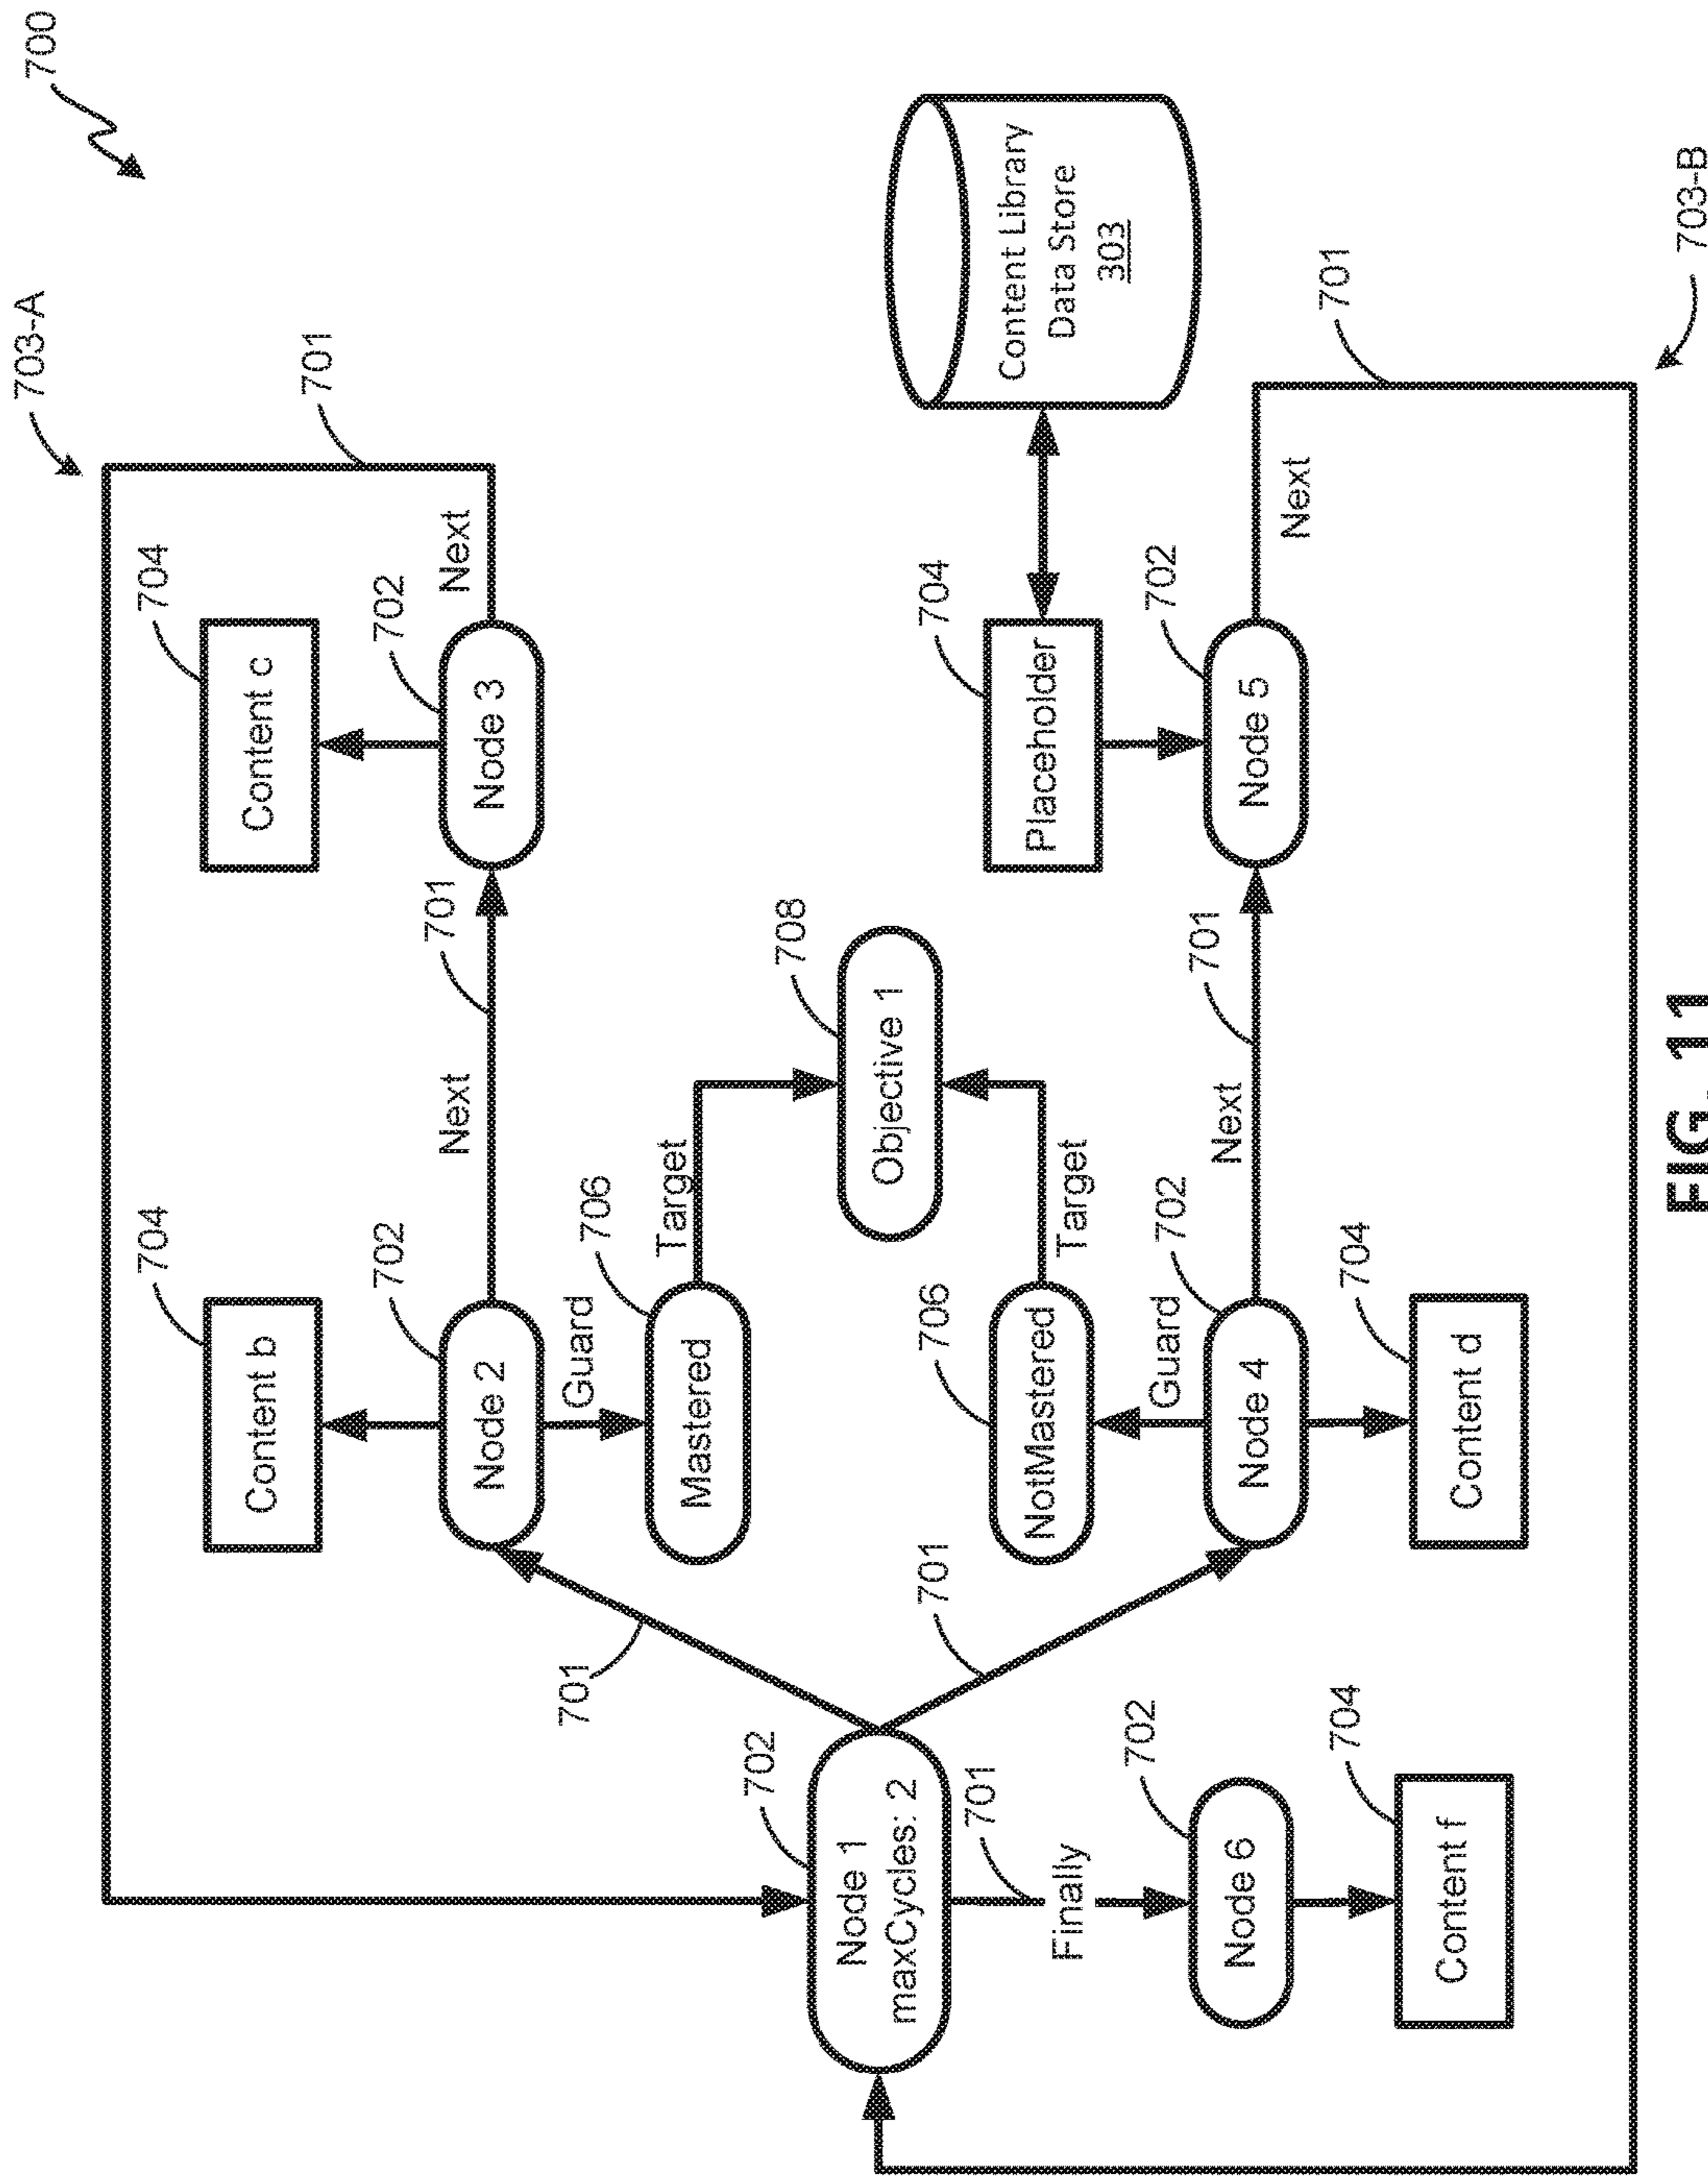 700
703-A
704
Content b
702
Node 2
Guard
706
Mastered
Target
Next
701
704
Content c
702
Node 3
Next
701
701
702
Node 1
maxCycles: 2
701
Finally
702
Node 6
704
Content f
701
708
Objective 1
706
NotMastered
Target
Guard
702
Node 4
704
Content d
Next
701
704
Placeholder
702
Node 5
Next
701
Content Library
Data Store
303
703-B
FIG. 11